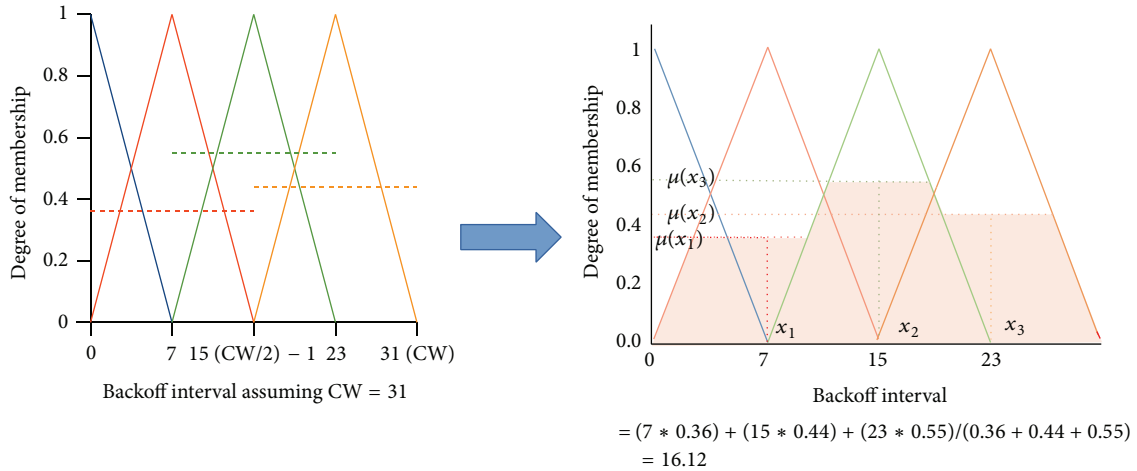 Degree of membership
1
0.8
0.6
0.4
0.2
0
0 7 15 (CW/2) − 1 23 31 (CW)
Backoff interval assuming CW = 31
Degree of membership
1
0.8
0.6
0.4
0.2
0.0
μ(x₃)
μ(x₂)
μ(x₁)
x₁ x₂ x₃
0 7 15 23
Backoff interval
= (7 * 0.36) + (15 * 0.44) + (23 * 0.55)/(0.36 + 0.44 + 0.55)
= 16.12